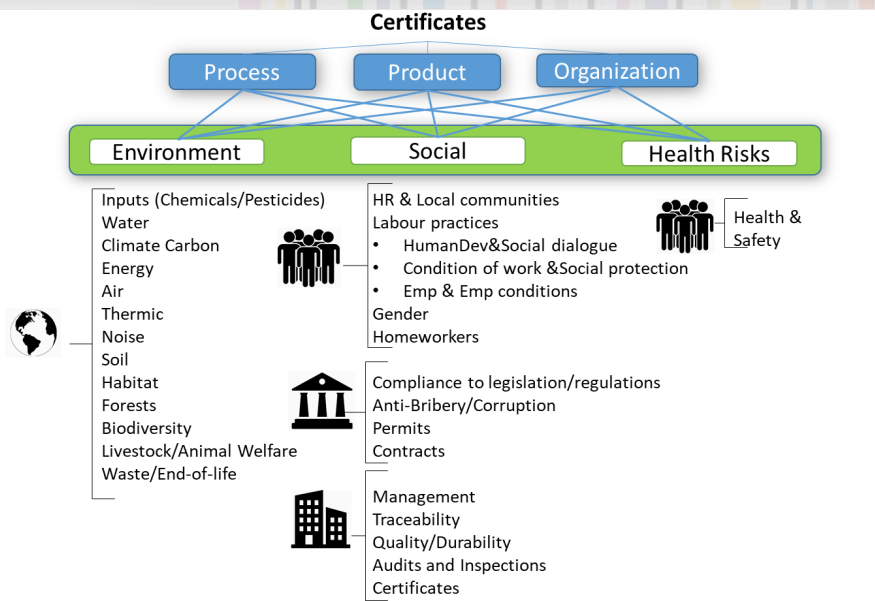 Certificates
Process
Product
Organization
Environment
Social
Health Risks
Inputs (Chemicals/Pesticides)
Water
Climate Carbon
Energy
Air
Thermic
Noise
Soil
Habitat
Forests
Biodiversity
Livestock/Animal Welfare
Waste/End-of-life
HR & Local communities
Labour practices
• HumanDev&Social dialogue
• Condition of work &Social protection
• Emp & Emp conditions
Gender
Homeworkers
Compliance to legislation/regulations
Anti-Bribery/Corruption
Permits
Contracts
Management
Traceability
Quality/Durability
Audits and Inspections
Certificates
Health &
Safety